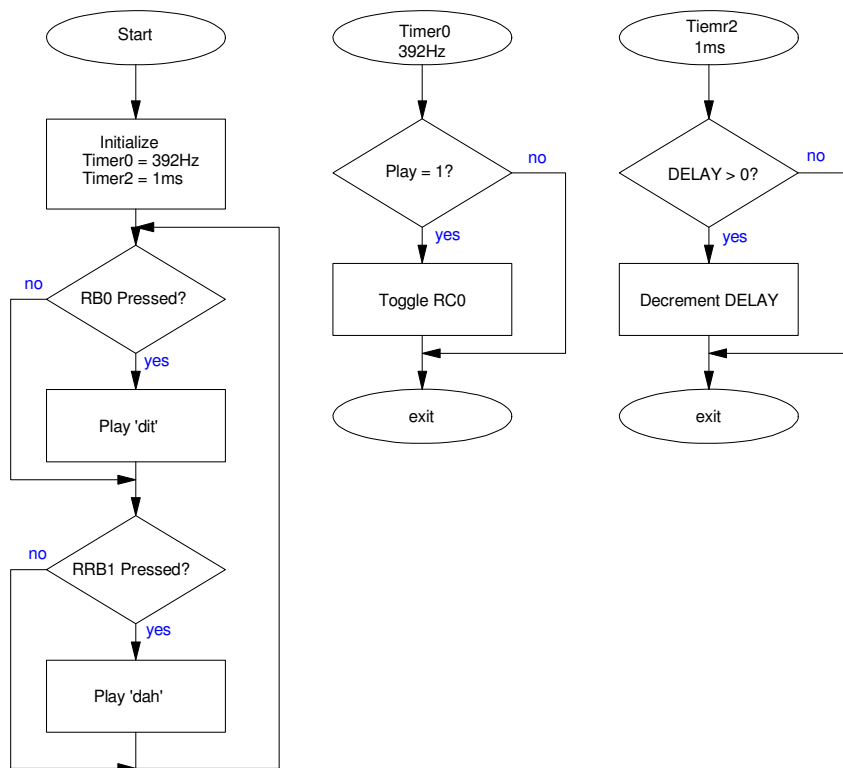 Start
Initialize
Timer0 = 392Hz
Timer2 = 1ms
no
RB0 Pressed?
yes
Play 'dit'
no
RRB1 Pressed?
yes
Play 'dah'
Timer0
392Hz
no
Play = 1?
yes
Toggle RC0
exit
Tiemr2
1ms
no
DELAY > 0?
yes
Decrement DELAY
exit